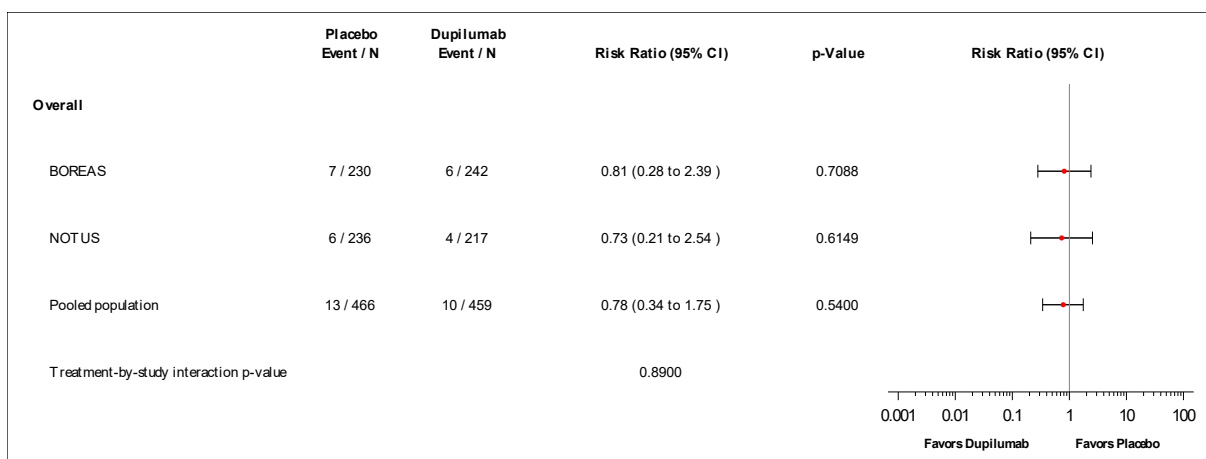 Placebo Dupilumab
Event / N Event / N Risk Ratio (95% CI) p-Value Risk Ratio (95% CI)
Overall
BOREAS 7 / 230 6 / 242 0.81 (0.28 to 2.39 ) 0.7088
NOTUS 6 / 236 4 / 217 0.73 (0.21 to 2.54 ) 0.6149
Pooled population 13 / 466 10 / 459 0.78 (0.34 to 1.75 ) 0.5400
Treatment-by-study interaction p-value 0.8900
0.001 0.01 0.1 1 10 100
Favors Dupilumab Favors Placebo